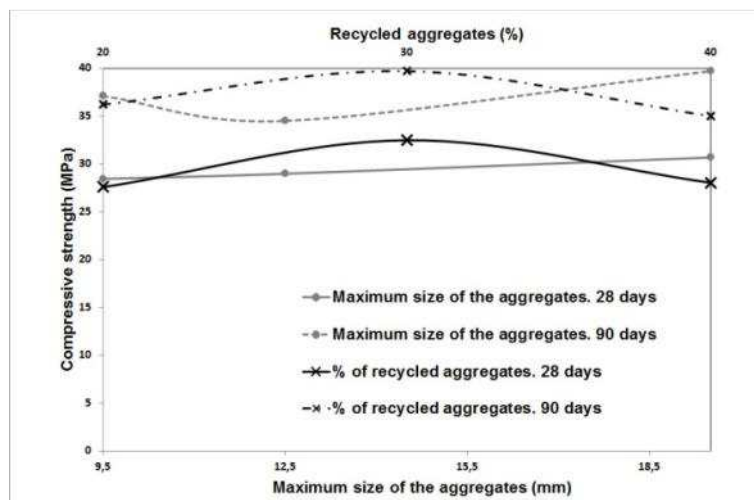 Recycled aggregates (%)
20 30 40
40
35
30
25
20
15
10
5
0
Compressive strength (MPa)
Maximum size of the aggregates. 28 days
Maximum size of the aggregates. 90 days
% of recycled aggregates. 28 days
% of recycled aggregates. 90 days
9,5 12,5 15,5 18,5
Maximum size of the aggregates (mm)